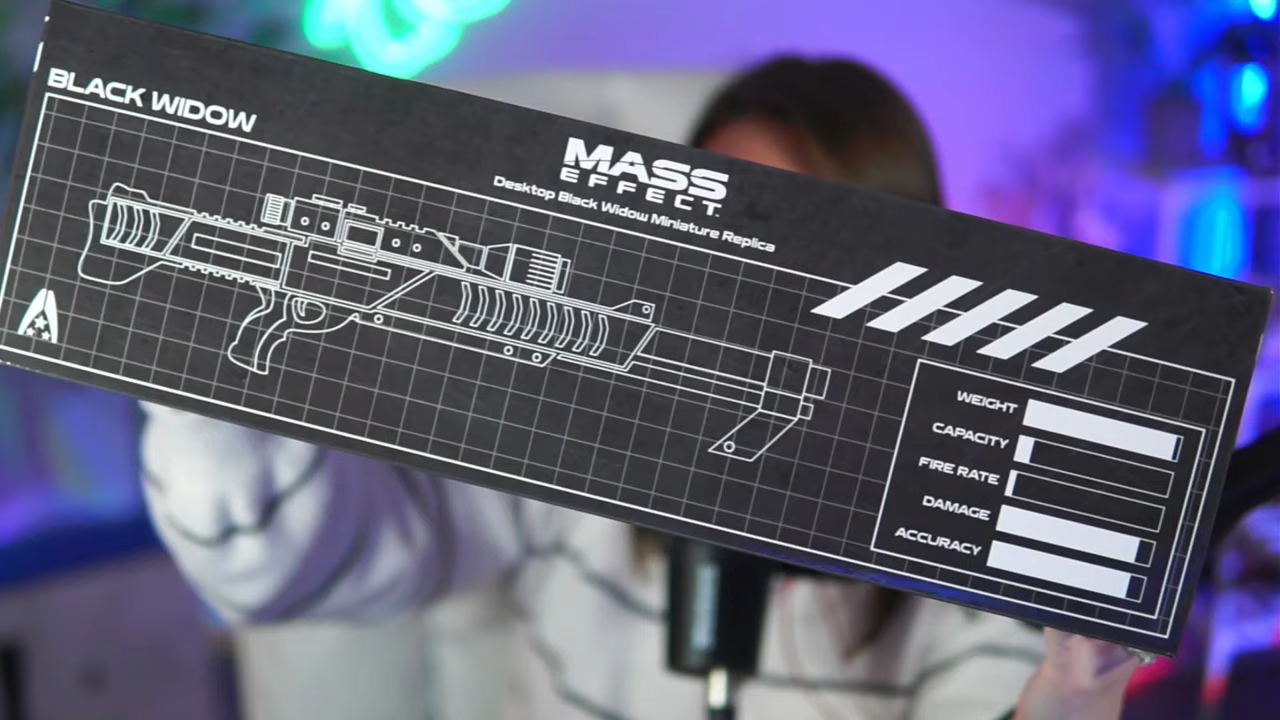 BLACK WIDOW
MASS
EFFECT
Desktop Black Widow Miniature Replica
WEIGHT
CAPACITY
FIRE RATE
DAMAGE
ACCURACY